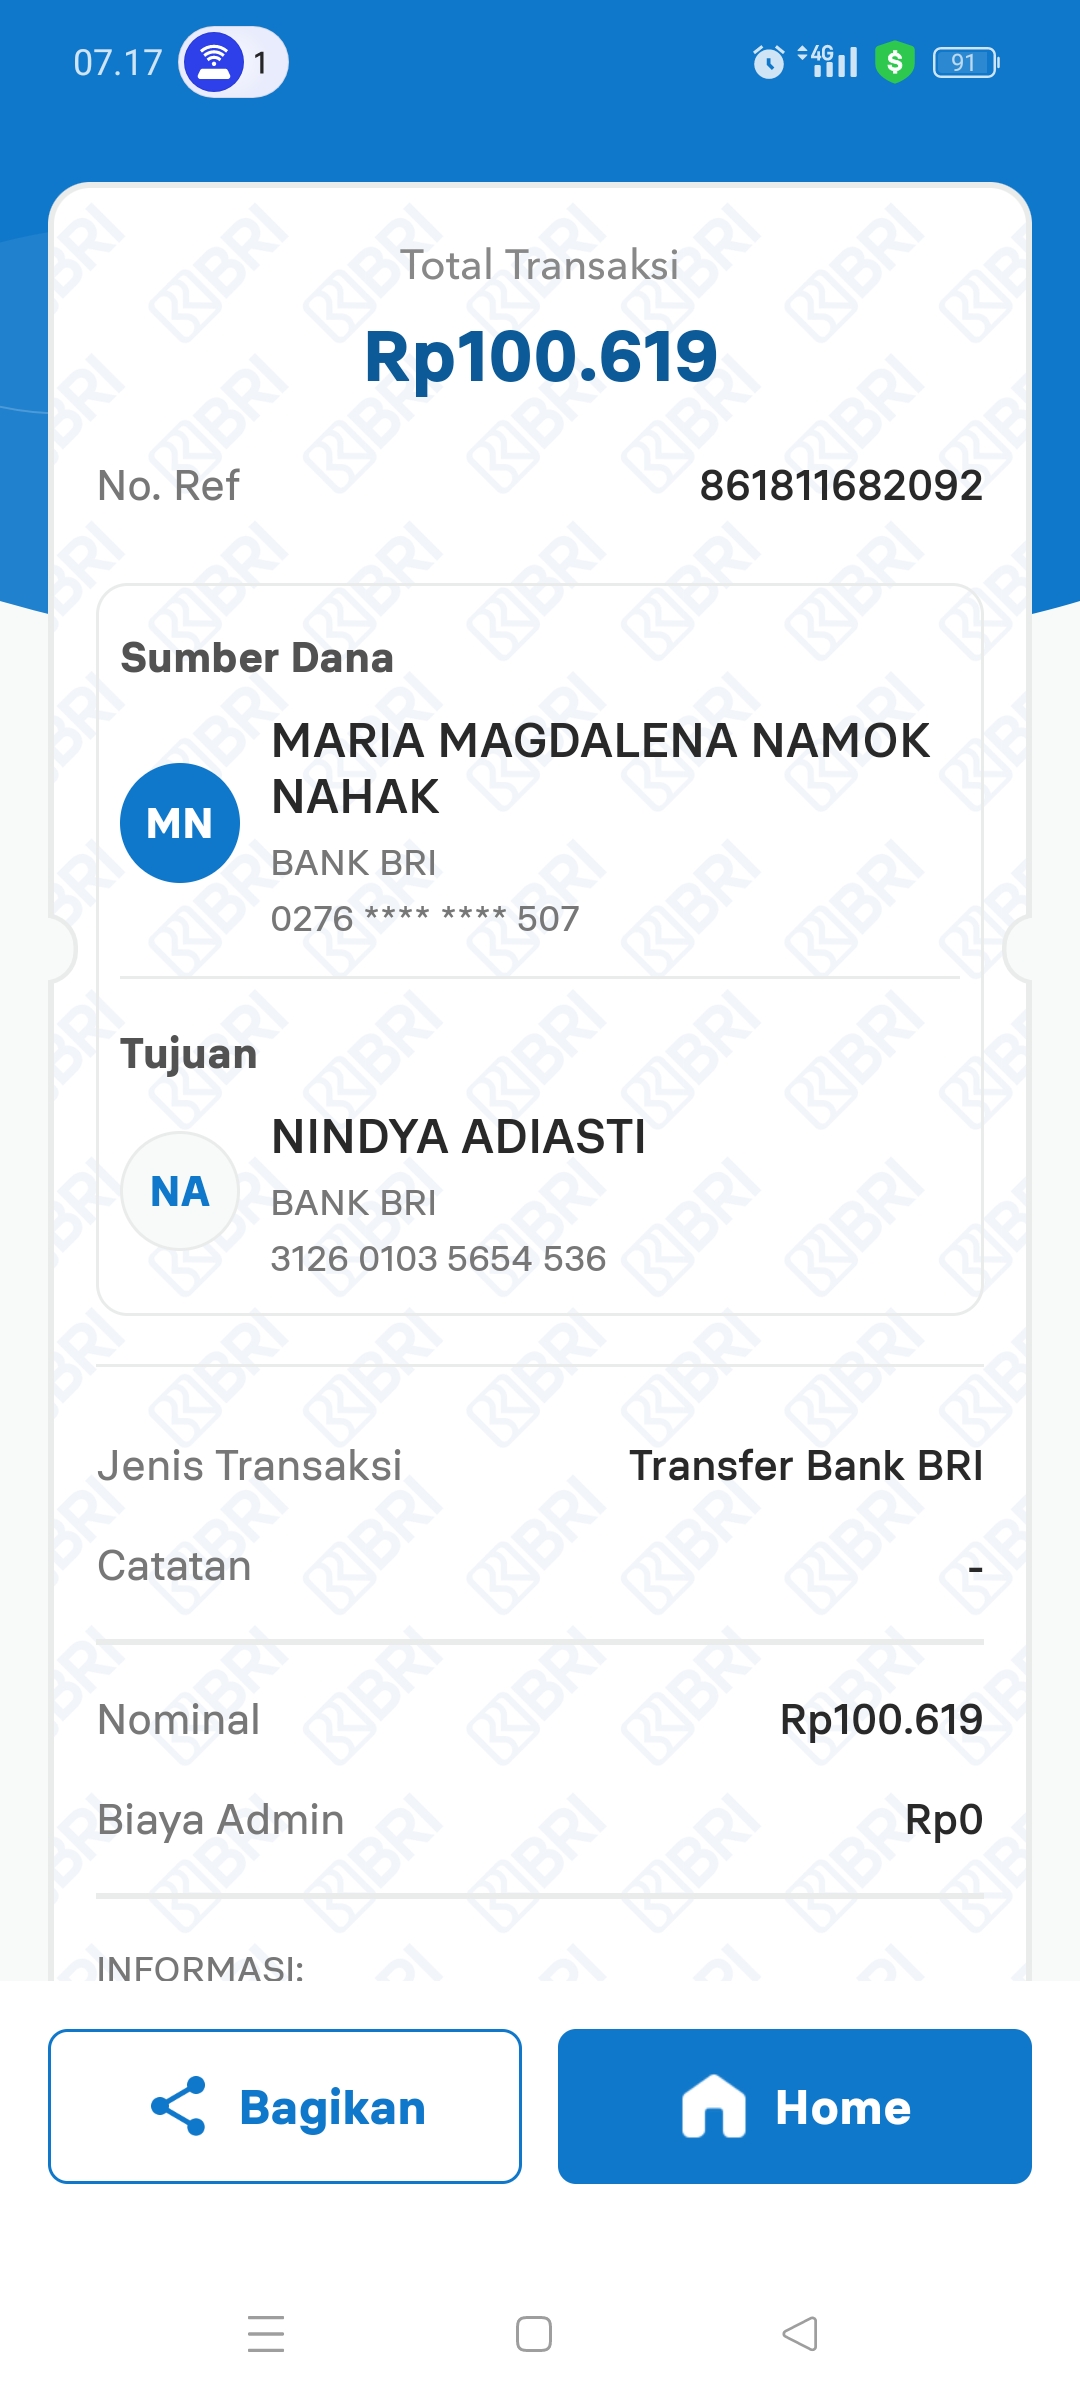 07.17
1
4G
$
91
Total Transaksi
Rp100.619
No. Ref 861811682092
Sumber Dana
MN
MARIA MAGDALENA NAMOK
NAHAK
BANK BRI
0276 **** **** 507
Tujuan
NA
NINDYA ADIASTI
BANK BRI
3126 0103 5654 536
Jenis Transaksi Transfer Bank BRI
Catatan -
Nominal Rp100.619
Biaya Admin Rp0
INFORMASI:
Bagikan
Home